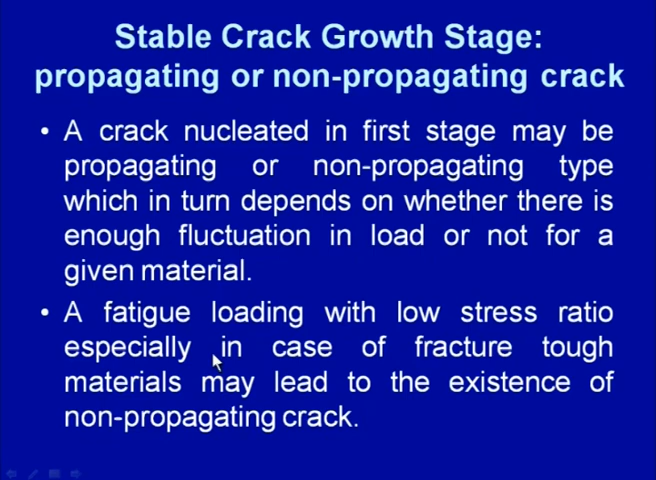 Stable Crack Growth Stage:
propagating or non-propagating crack
• A crack nucleated in first stage may be
propagating or non-propagating type
which in turn depends on whether there is
enough fluctuation in load or not for a
given material.
• A fatigue loading with low stress ratio
especially in case of fracture tough
materials may lead to the existence of
non-propagating crack.